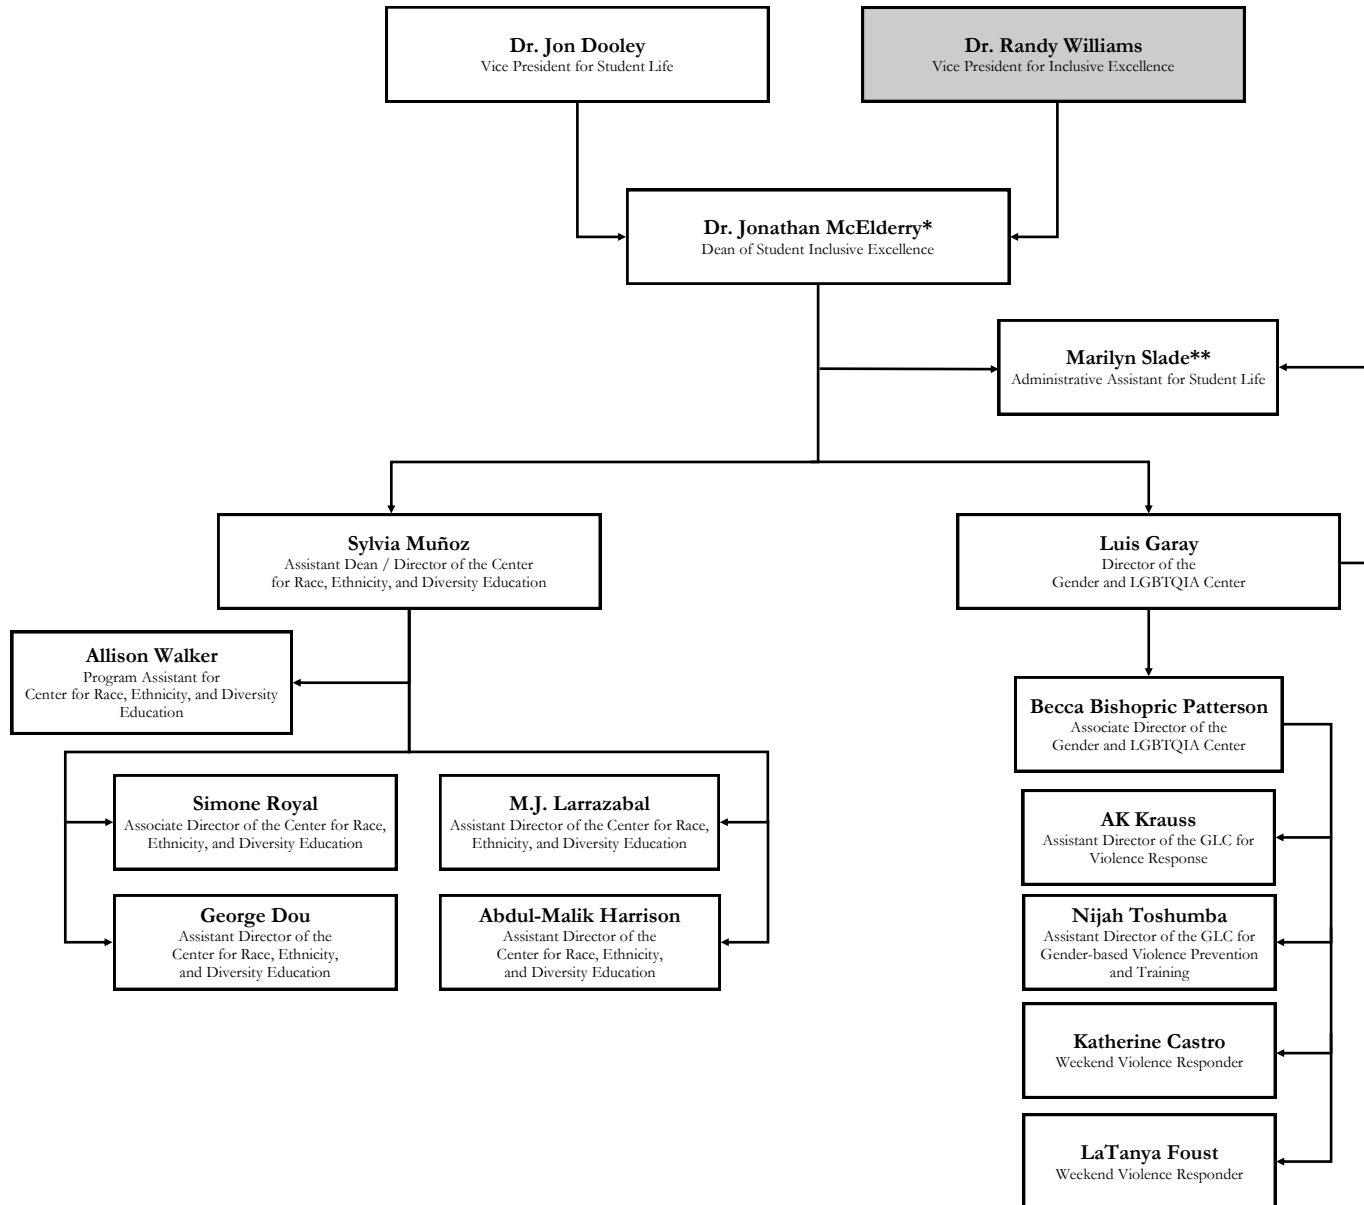 Dr. Jon Dooley
Vice President for Student Life
Dr. Randy Williams
Vice President for Inclusive Excellence
Dr. Jonathan McElderry*
Dean of Student Inclusive Excellence
Marilyn Slade**
Administrative Assistant for Student Life
Sylvia Muñoz
Assistant Dean / Director of the Center
for Race, Ethnicity, and Diversity Education
Luis Garay
Director of the
Gender and LGBTQIA Center
Allison Walker
Program Assistant for
Center for Race, Ethnicity, and Diversity
Education
Becca Bishopric Patterson
Associate Director of the
Gender and LGBTQIA Center
Simone Royal
Associate Director of the Center for Race,
Ethnicity, and Diversity Education
M.J. Larrazabal
Assistant Director of the Center for Race,
Ethnicity, and Diversity Education
George Dou
Assistant Director of the
Center for Race, Ethnicity,
and Diversity Education
Abdul-Malik Harrison
Assistant Director of the
Center for Race, Ethnicity,
and Diversity Education
AK Krauss
Assistant Director of the GLC for
Violence Response
Nijah Toshumba
Assistant Director of the GLC for
Gender-based Violence Prevention
and Training
Katherine Castro
Weekend Violence Responder
LaTanya Foust
Weekend Violence Responder